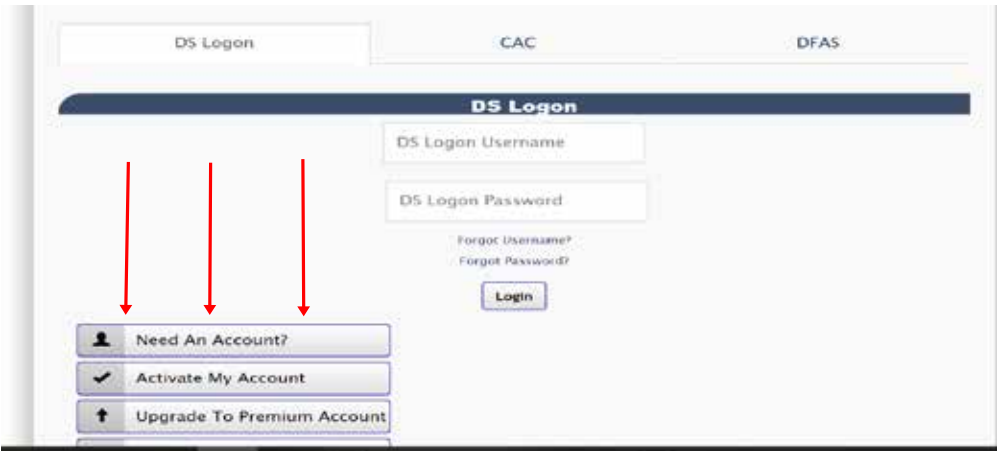 DS Logon CAC DFAS
DS Logon
DS Logon Username
DS Logon Password
Forgot Username?
Forgot Password?
Login
Need An Account?
Activate My Account
Upgrade To Premium Account